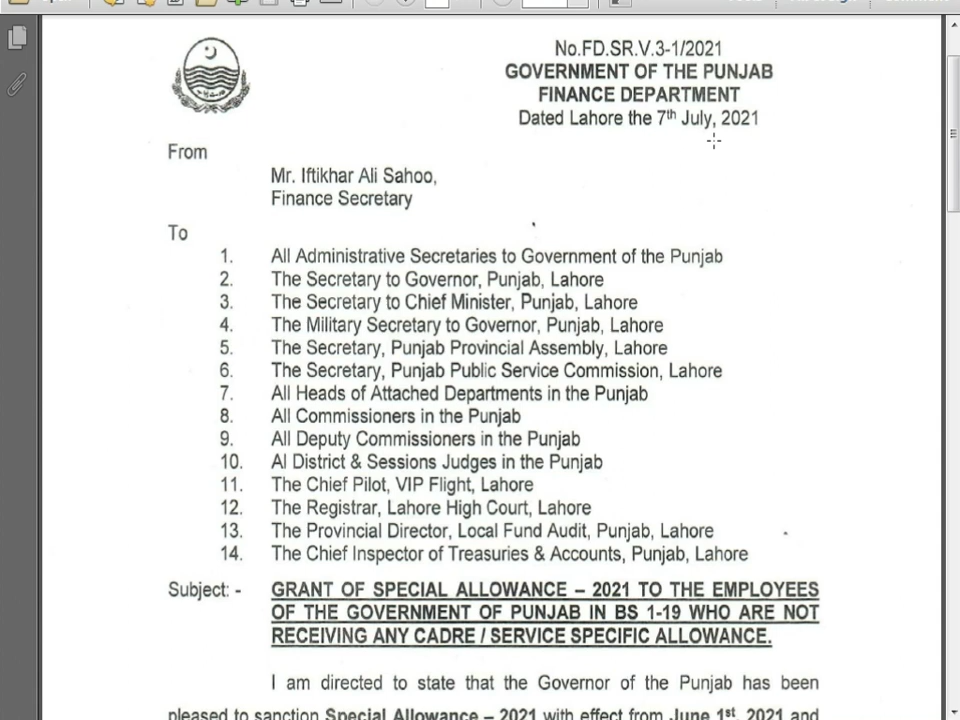 No.FD.SR.V.3-1/2021
GOVERNMENT OF THE PUNJAB
FINANCE DEPARTMENT
Dated Lahore the 7th July, 2021
From
Mr. Iftikhar Ali Sahoo,
Finance Secretary
To
1. All Administrative Secretaries to Government of the Punjab
2. The Secretary to Governor, Punjab, Lahore
3. The Secretary to Chief Minister, Punjab, Lahore
4. The Military Secretary to Governor, Punjab, Lahore
5. The Secretary, Punjab Provincial Assembly, Lahore
6. The Secretary, Punjab Public Service Commission, Lahore
7. All Heads of Attached Departments in the Punjab
8. All Commissioners in the Punjab
9. All Deputy Commissioners in the Punjab
10. Al District & Sessions Judges in the Punjab
11. The Chief Pilot, VIP Flight, Lahore
12. The Registrar, Lahore High Court, Lahore
13. The Provincial Director, Local Fund Audit, Punjab, Lahore
14. The Chief Inspector of Treasuries & Accounts, Punjab, Lahore
Subject: - GRANT OF SPECIAL ALLOWANCE – 2021 TO THE EMPLOYEES
OF THE GOVERNMENT OF PUNJAB IN BS 1-19 WHO ARE NOT
RECEIVING ANY CADRE / SERVICE SPECIFIC ALLOWANCE.
I am directed to state that the Governor of the Punjab has been
pleased to sanction Special Allowance – 2021 with effect from June 1st, 2021 and